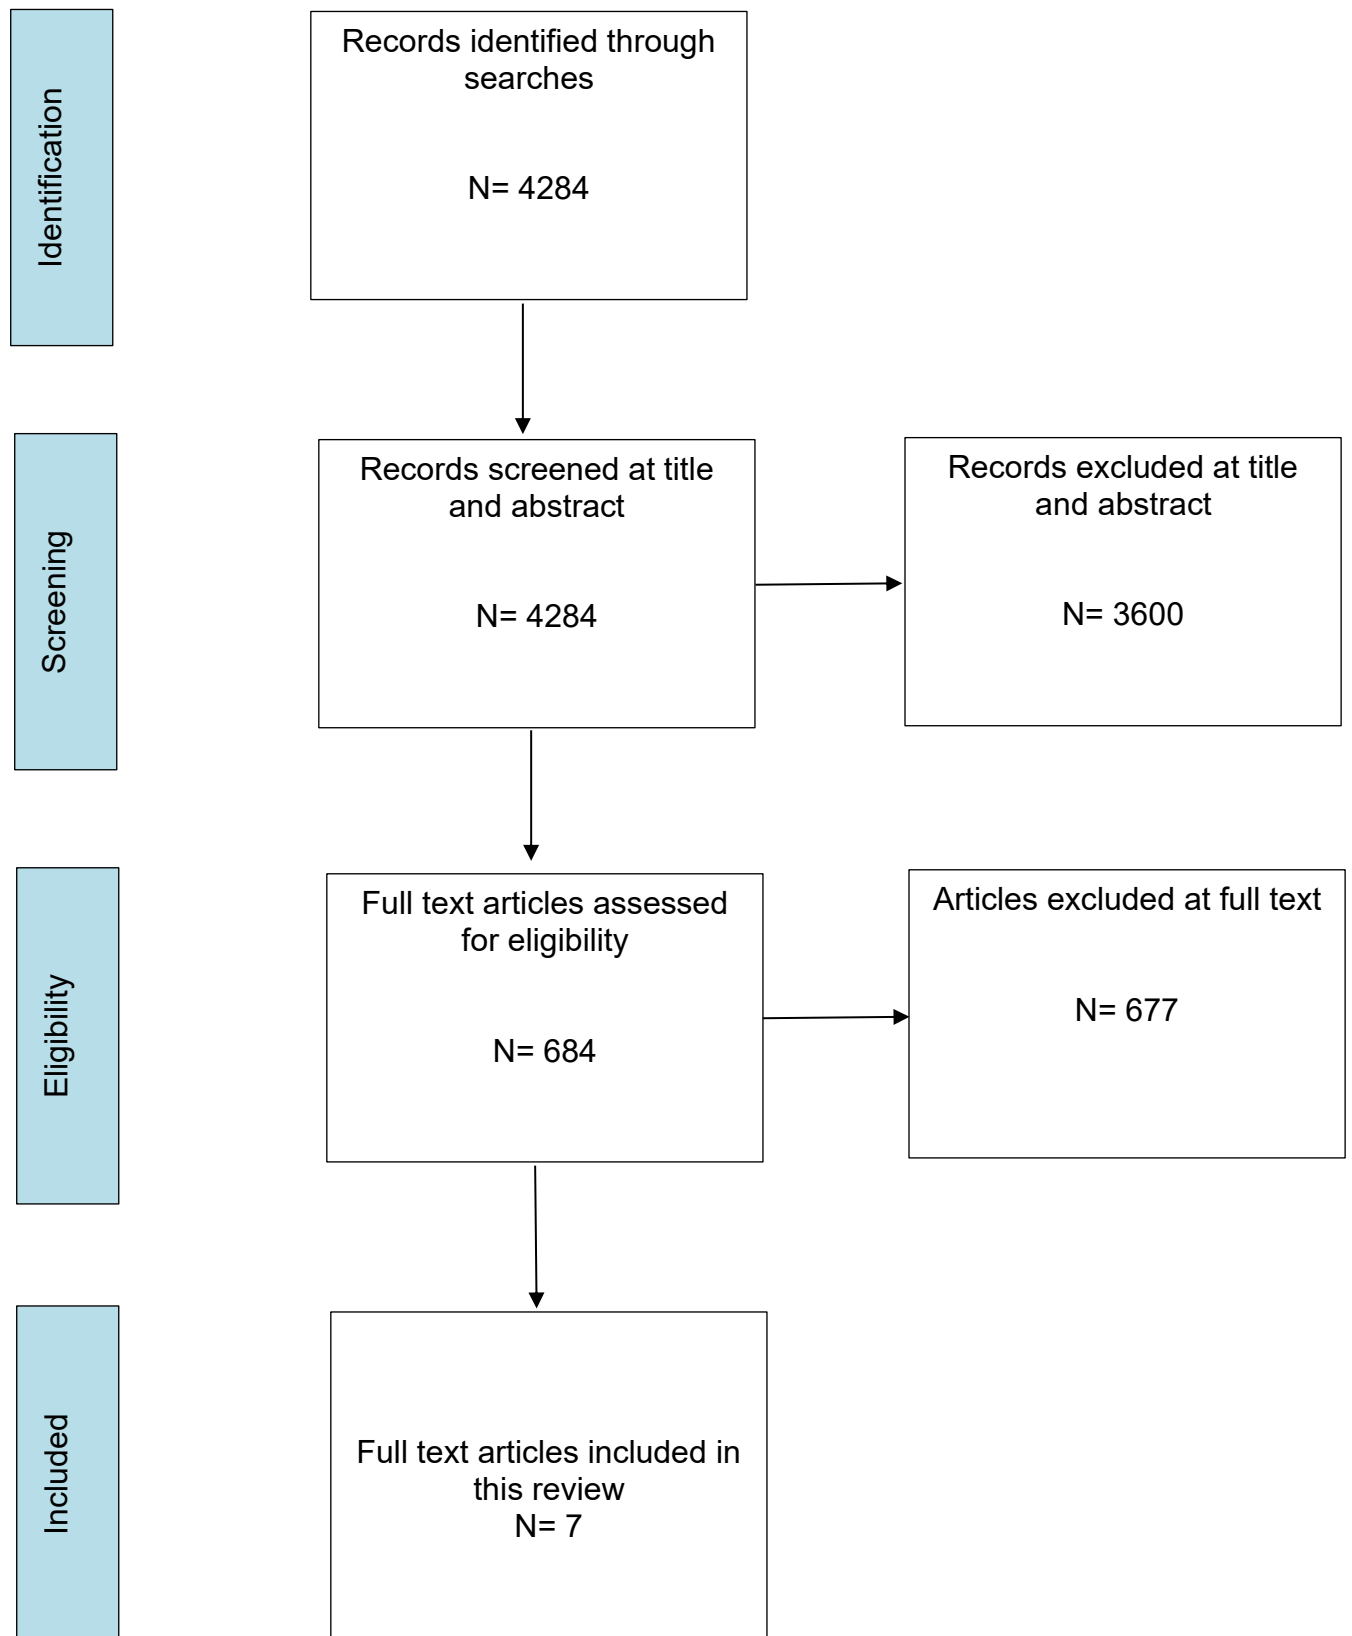 Identification
Records identified through
searches
N= 4284
Screening
Records screened at title
and abstract
N= 4284
Records excluded at title
and abstract
N= 3600
Eligibility
Full text articles assessed
for eligibility
N= 684
Articles excluded at full text
N= 677
Included
Full text articles included in
this review
N= 7